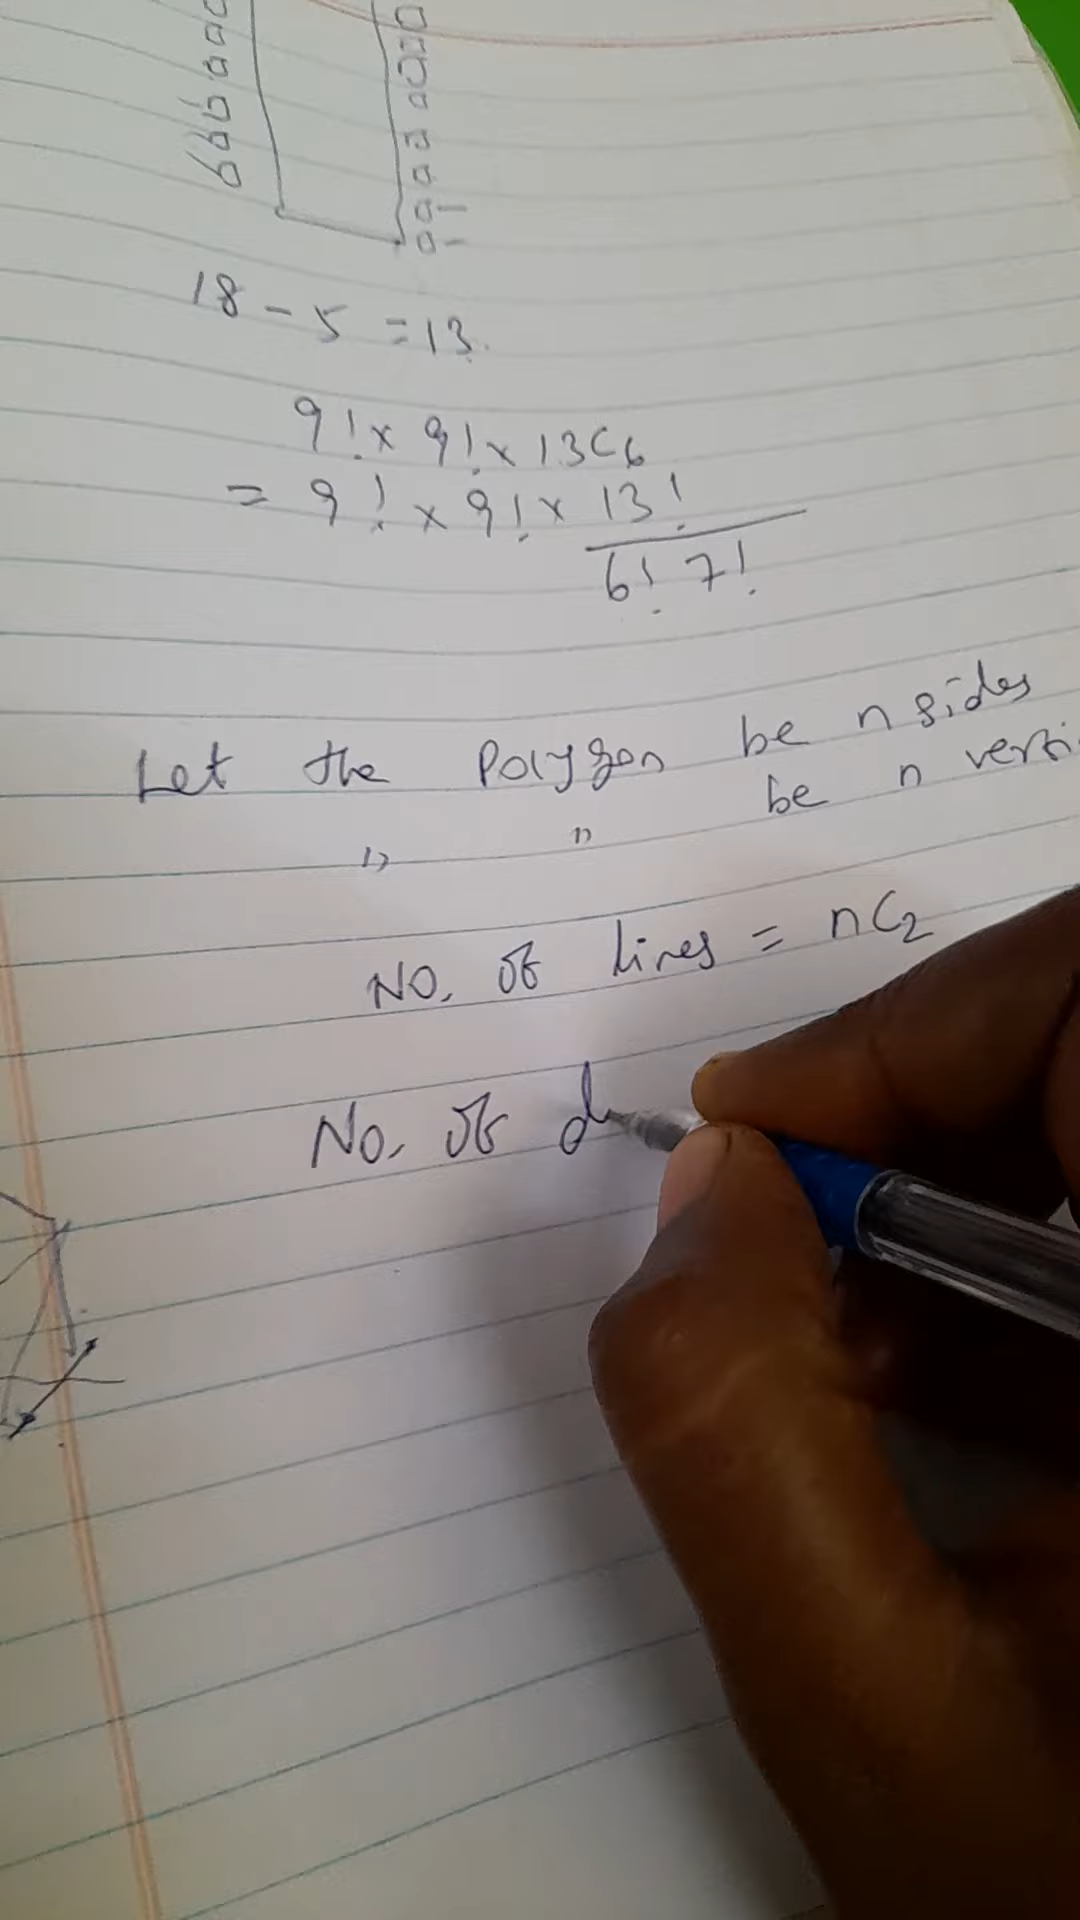 18 - 5 = 13.
9! × 9! × 13C6
= 9! × 9! × 13!
6! 7!
Let the Polygon be n sides
" " be n verti
No. of lines = nC2
No. of d